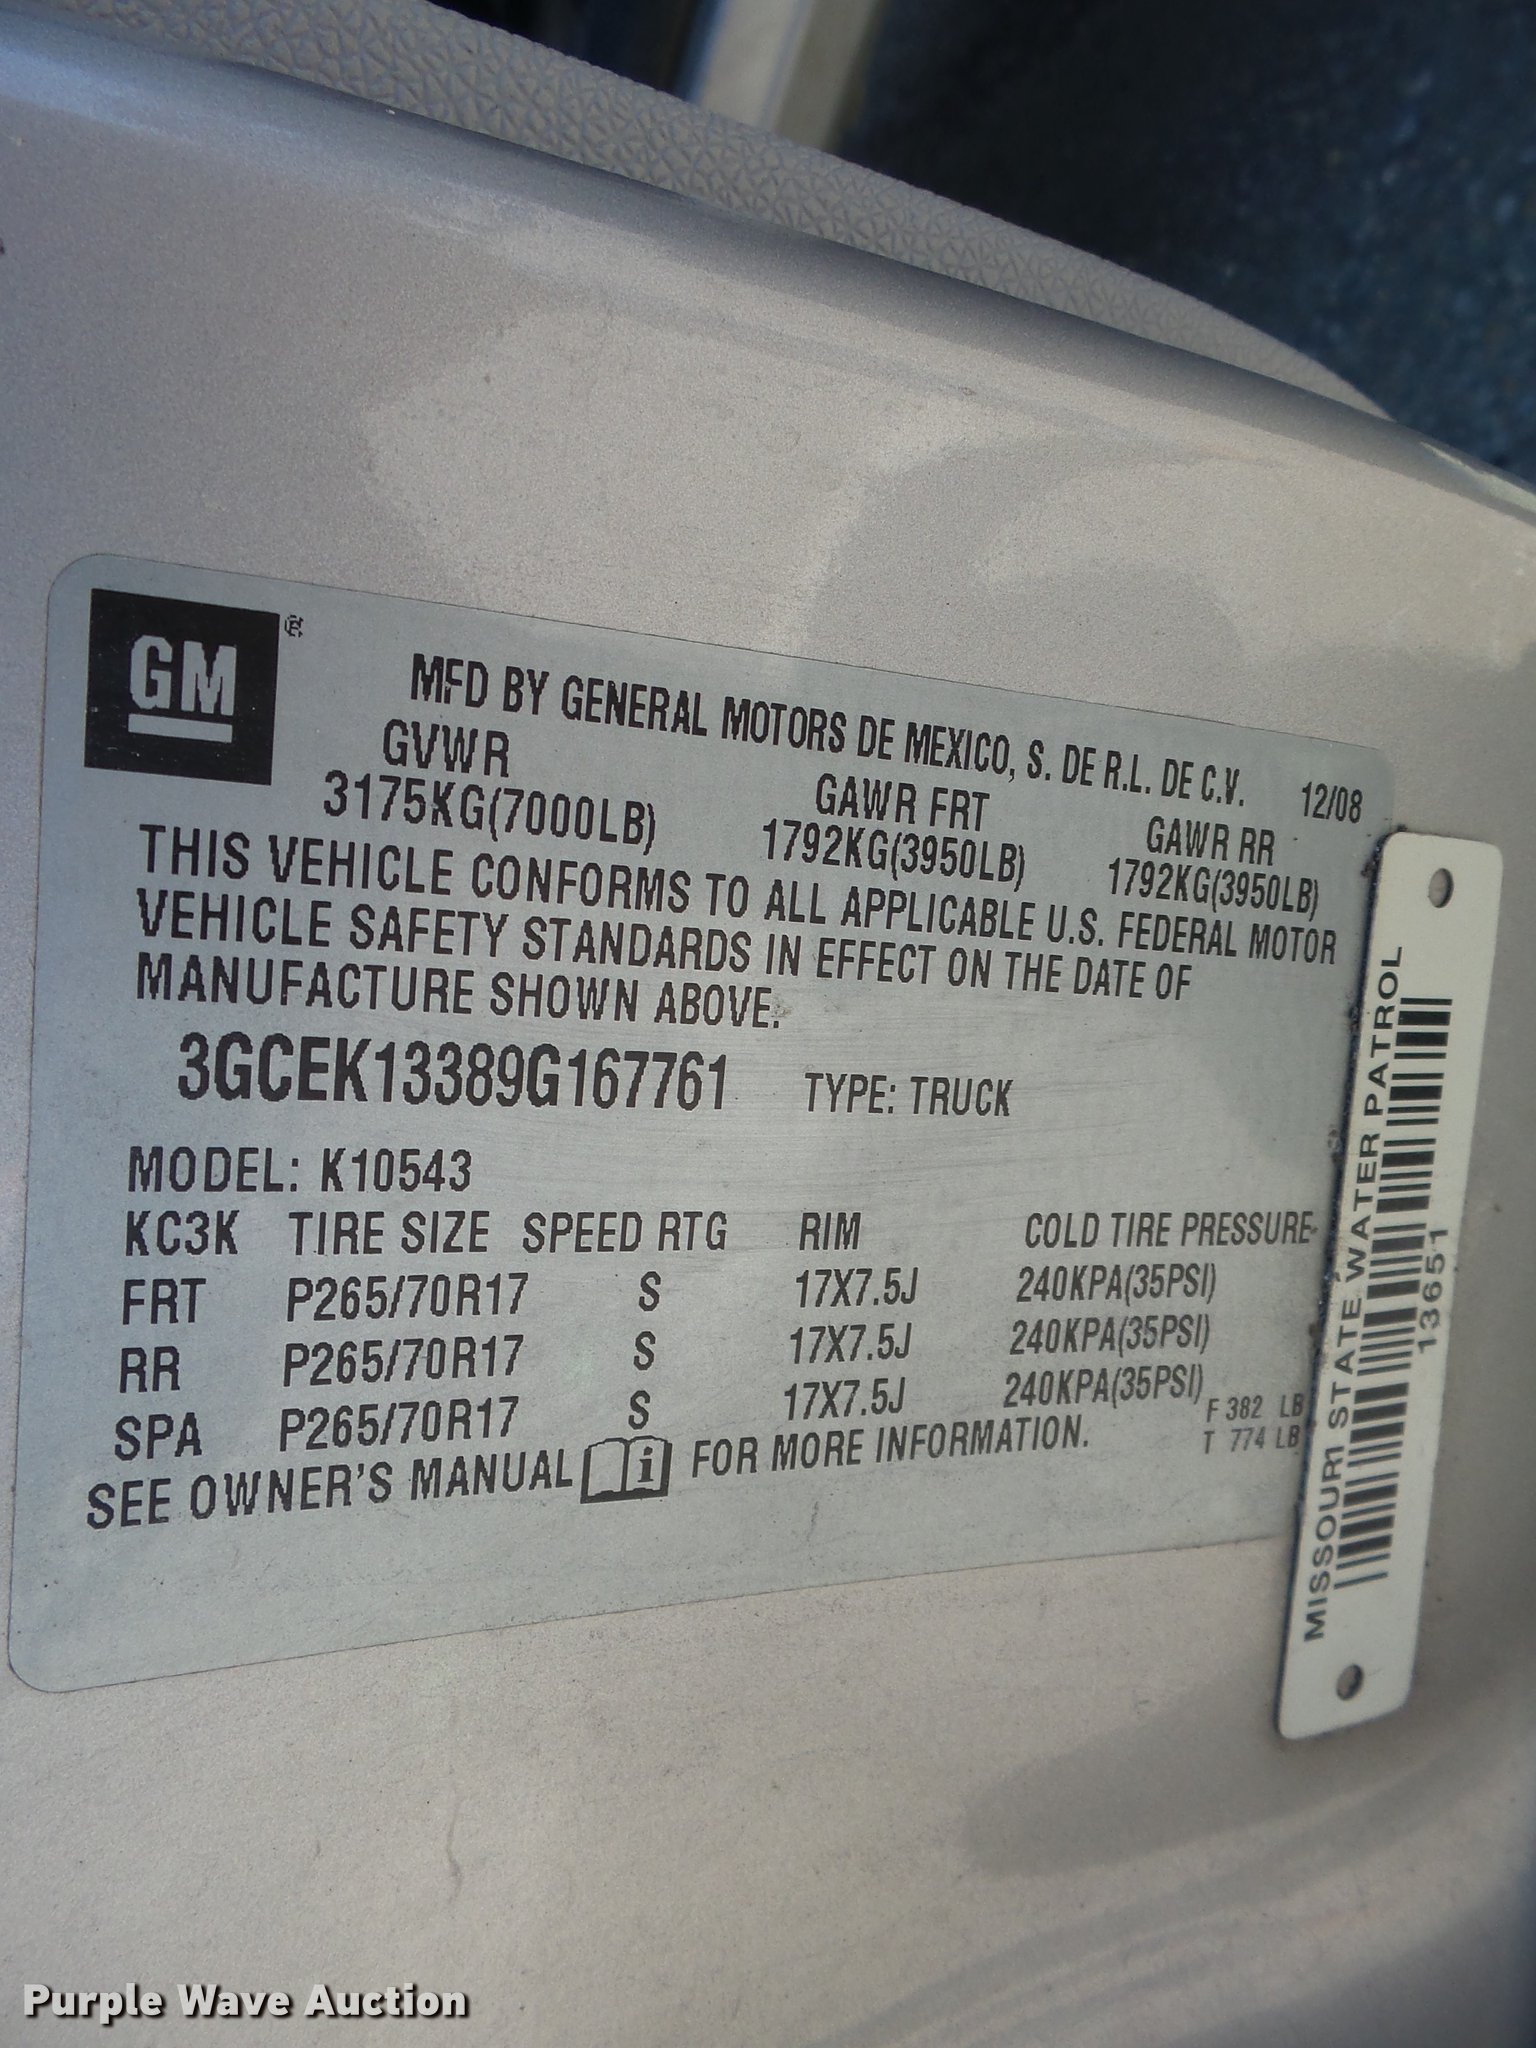 GM ®
MFD BY GENERAL MOTORS DE MEXICO, S. DE R.L. DE C.V. 12/08
GVWR GAWR FRT GAWR RR
3175KG(7000LB) 1792KG(3950LB) 1792KG(3950LB)
THIS VEHICLE CONFORMS TO ALL APPLICABLE U.S. FEDERAL MOTOR
VEHICLE SAFETY STANDARDS IN EFFECT ON THE DATE OF
MANUFACTURE SHOWN ABOVE.
3GCEK13389G167761 TYPE: TRUCK
MODEL: K10543
KC3K TIRE SIZE SPEED RTG RIM COLD TIRE PRESSURE
FRT P265/70R17 S 17X7.5J 240KPA(35PSI)
RR P265/70R17 S 17X7.5J 240KPA(35PSI)
SPA P265/70R17 S 17X7.5J 240KPA(35PSI)
F 382 LB
T 774 LB
SEE OWNER'S MANUAL i FOR MORE INFORMATION.
MISSOURI STATE WATER PATROL
13651
Purple Wave Auction